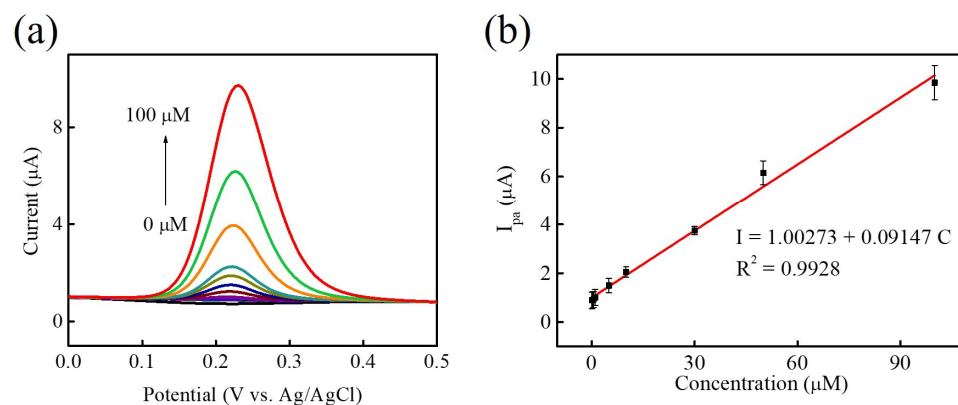 (a)
8
4
0
Current (μA)
100 μM
0 μM
0.0 0.1 0.2 0.3 0.4 0.5
Potential (V vs. Ag/AgCl)
(b)
10
8
6
4
2
0
I_pa (μA)
I = 1.00273 + 0.09147 C
R² = 0.9928
0 30 60 90
Concentration (μM)